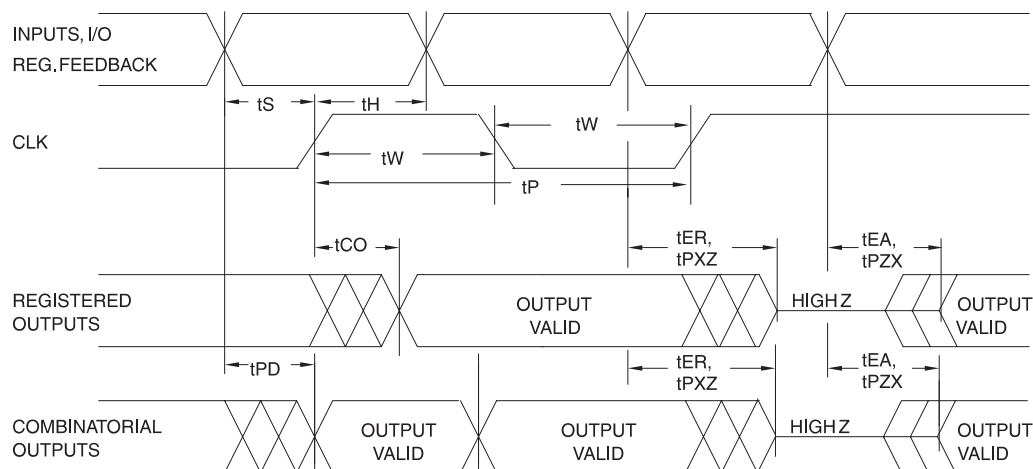 INPUTS, I/O
REG. FEEDBACK
tS
tH
CLK
tW
tW
tP
tCO
tER,
tPXZ
tEA,
tPZX
REGISTERED
OUTPUTS
OUTPUT
VALID
HIGH Z
OUTPUT
VALID
tPD
tER,
tPXZ
tEA,
tPZX
COMBINATORIAL
OUTPUTS
OUTPUT
VALID
OUTPUT
VALID
HIGH Z
OUTPUT
VALID